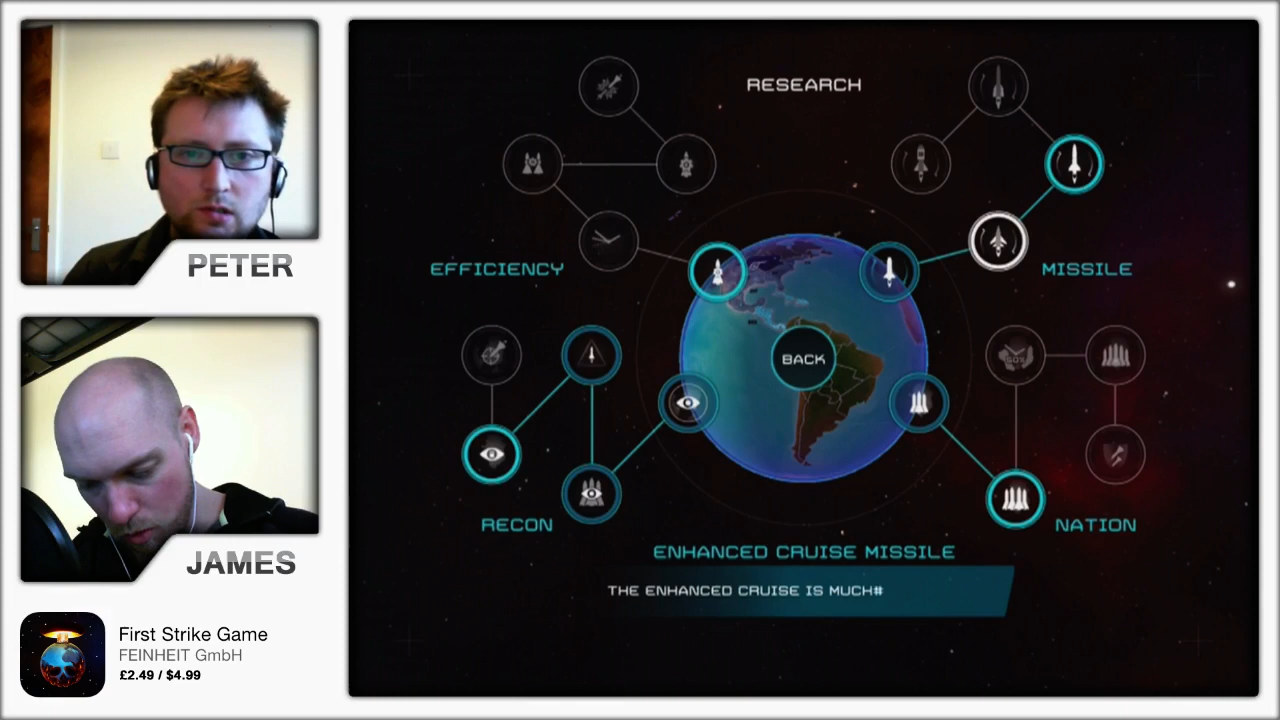 PETER
JAMES
First Strike Game
FEINHEIT GmbH
£2.49 / $4.99
RESEARCH
EFFICIENCY
MISSILE
BACK
RECON
NATION
ENHANCED CRUISE MISSILE
THE ENHANCED CRUISE IS MUCH#